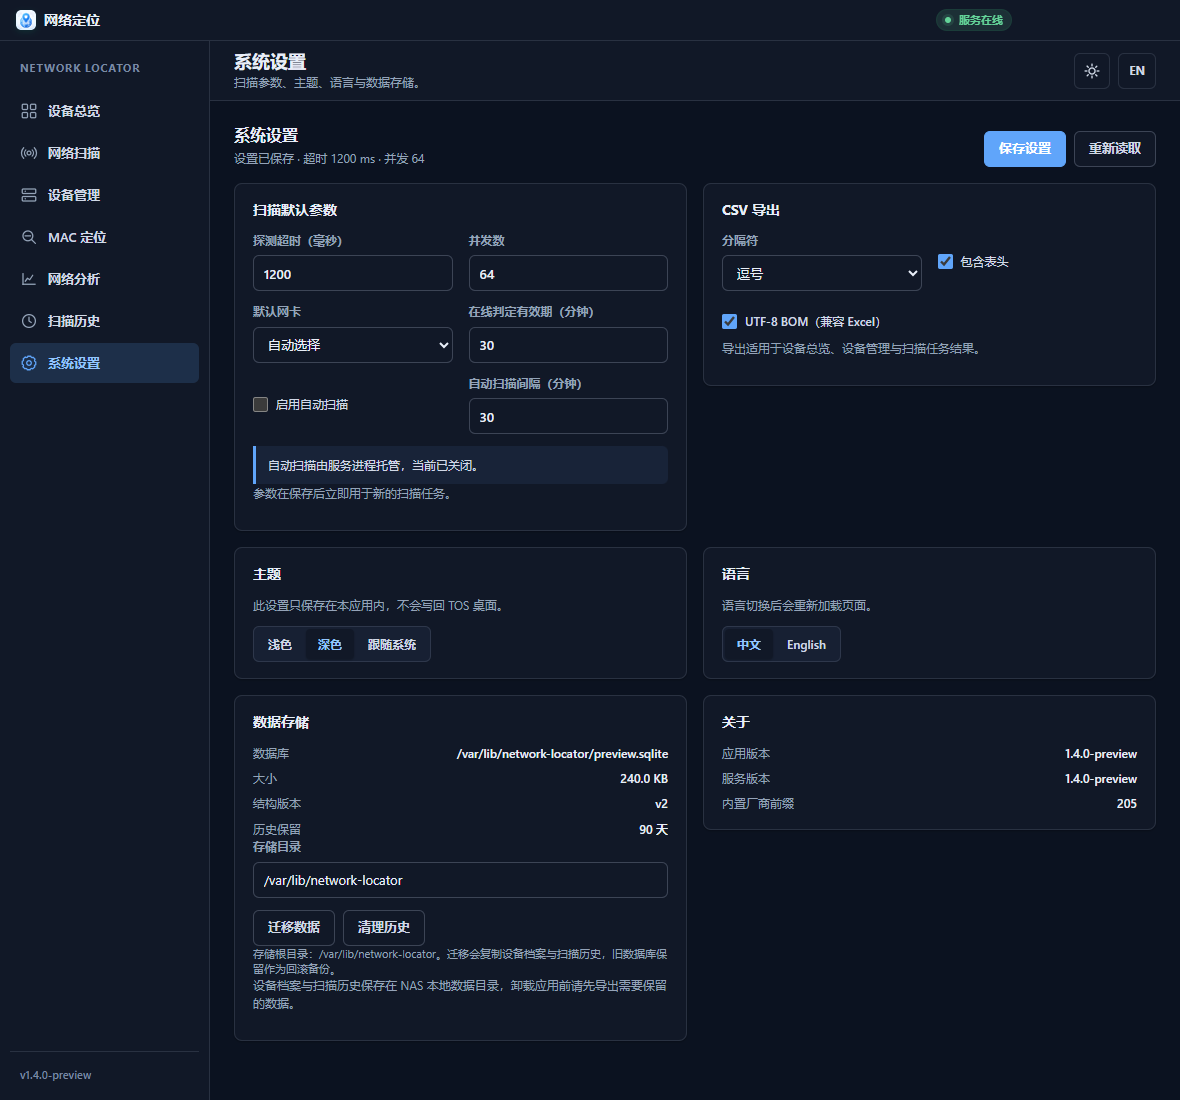 网络定位
服务在线
NETWORK LOCATOR
设备总览
网络扫描
设备管理
MAC 定位
网络分析
扫描历史
系统设置
v1.4.0-preview
系统设置
扫描参数、主题、语言与数据存储。
EN
系统设置
设置已保存 · 超时 1200 ms · 并发 64
保存设置
重新读取
扫描默认参数
探测超时（毫秒）
并发数
1200
64
默认网卡
在线判定有效期（分钟）
自动选择
30
自动扫描间隔（分钟）
启用自动扫描
30
自动扫描由服务进程托管，当前已关闭。
参数在保存后立即用于新的扫描任务。
CSV 导出
分隔符
逗号
包含表头
UTF-8 BOM（兼容 Excel）
导出适用于设备总览、设备管理与扫描任务结果。
主题
此设置只保存在本应用内，不会写回 TOS 桌面。
浅色
深色
跟随系统
语言
语言切换后会重新加载页面。
中文
English
数据存储
数据库
/var/lib/network-locator/preview.sqlite
大小
240.0 KB
结构版本
v2
历史保留
90 天
存储目录
/var/lib/network-locator
迁移数据
清理历史
存储根目录：/var/lib/network-locator。迁移会复制设备档案与扫描历史，旧数据库保
留作为回滚备份。
设备档案与扫描历史保存在 NAS 本地数据目录，卸载应用前请先导出需要保留
的数据。
关于
应用版本
1.4.0-preview
服务版本
1.4.0-preview
内置厂商前缀
205